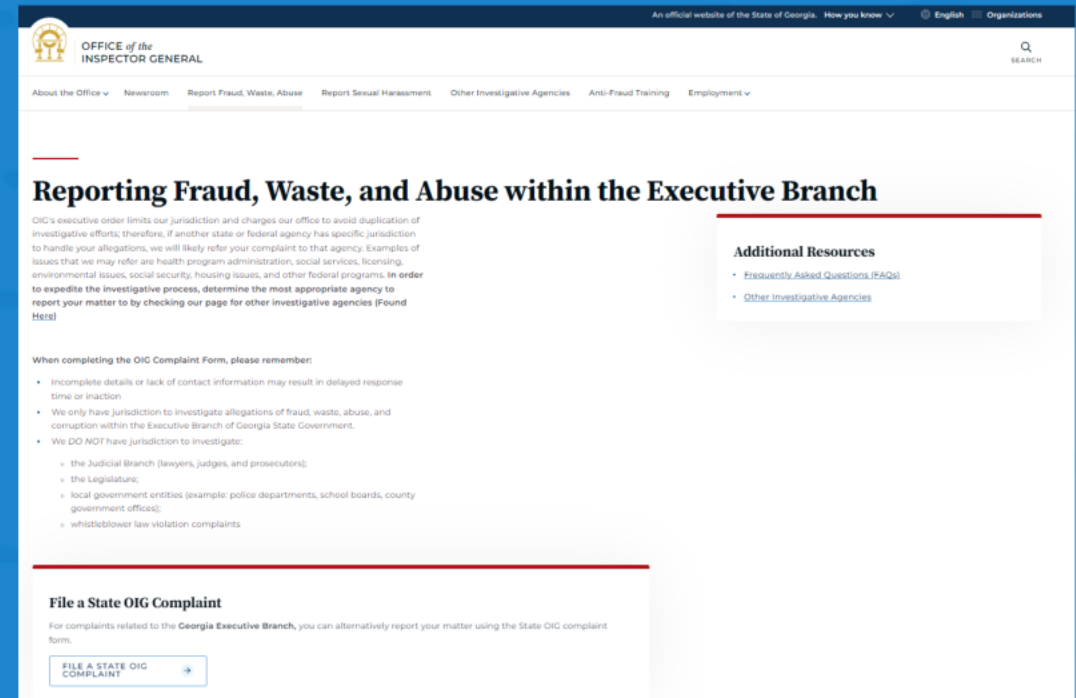 An official website of the State of Georgia. How you know
English
Organizations
OFFICE of the
INSPECTOR GENERAL
SEARCH
About the Office
Newsroom
Report Fraud, Waste, Abuse
Report Sexual Harassment
Other Investigative Agencies
Anti-Fraud Training
Employment
Reporting Fraud, Waste, and Abuse within the Executive Branch
OIG's executive order limits our jurisdiction and charges our office to avoid duplication of
investigative efforts; therefore, if another state or federal agency has specific jurisdiction
to handle your allegations, we will likely refer your complaint to that agency. Examples of
issues that we may refer are health program administration, social services, licensing,
environmental issues, social security, housing issues, and other federal programs. In order
to expedite the investigative process, determine the most appropriate agency to
report your matter to by checking our page for other investigative agencies (Found
Here)
Additional Resources
Frequently Asked Questions (FAQs)
Other Investigative Agencies
When completing the OIG Complaint Form, please remember:
Incomplete details or lack of contact information may result in delayed response
time or inaction
We only have jurisdiction to investigate allegations of fraud, waste, abuse, and
corruption within the Executive Branch of Georgia State Government.
We DO NOT have jurisdiction to investigate:
the Judicial Branch (lawyers, judges, and prosecutors);
the Legislature;
local government entities (example: police departments, school boards, county
government offices);
whistleblower law violation complaints
File a State OIG Complaint
For complaints related to the Georgia Executive Branch, you can alternatively report your matter using the State OIG complaint
form.
FILE A STATE OIG
COMPLAINT